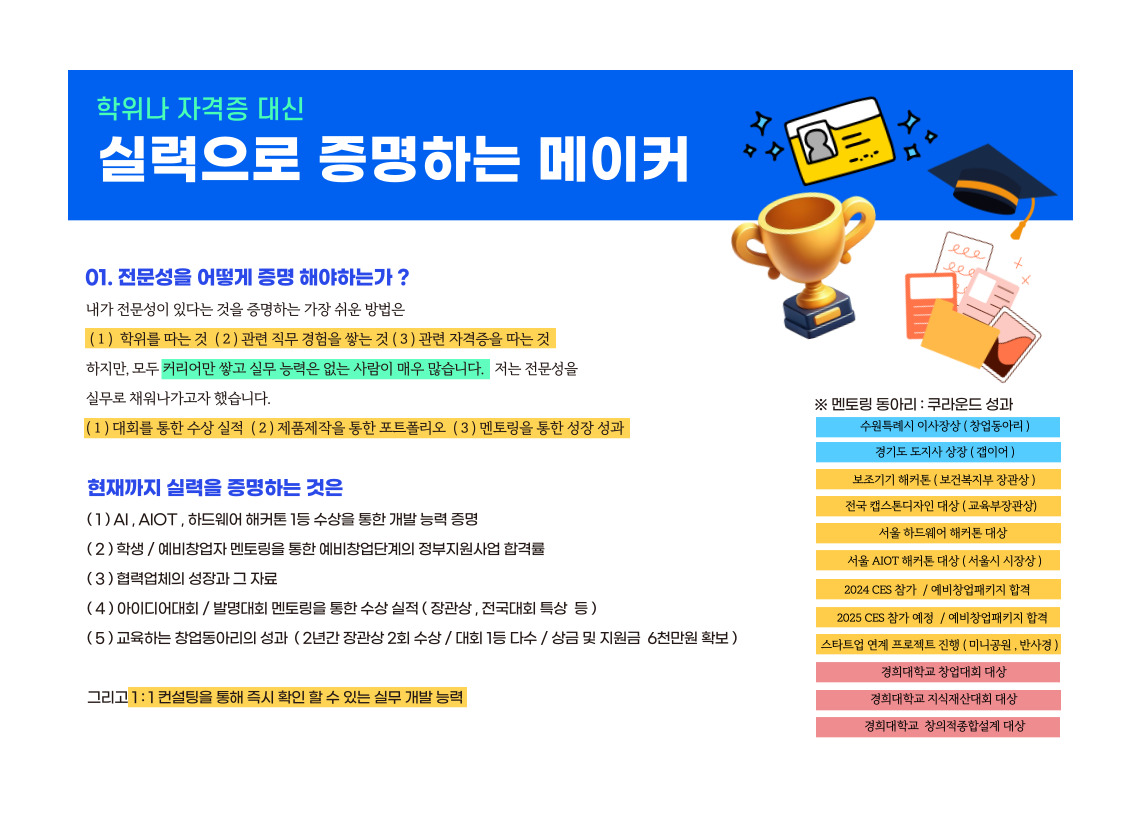 학위나 자격증 대신
실력으로 증명하는 메이커
01. 전문성을 어떻게 증명 해야하는가 ?
내가 전문성이 있다는 것을 증명하는 가장 쉬운 방법은
( 1 ) 학위를 따는 것 ( 2 ) 관련 직무 경험을 쌓는 것 ( 3 ) 관련 자격증을 따는 것
하지만, 모두 커리어만 쌓고 실무 능력은 없는 사람이 매우 많습니다. 저는 전문성을
실무로 채워나가고자 했습니다.
( 1 ) 대회를 통한 수상 실적 ( 2 ) 제품제작을 통한 포트폴리오 ( 3 ) 멘토링을 통한 성장 성과
현재까지 실력을 증명하는 것은
( 1 ) AI , AIOT , 하드웨어 해커톤 1등 수상을 통한 개발 능력 증명
( 2 ) 학생 / 예비창업자 멘토링을 통한 예비창업단계의 정부지원사업 합격률
( 3 ) 협력업체의 성장과 그 자료
( 4 ) 아이디어대회 / 발명대회 멘토링을 통한 수상 실적 ( 장관상 , 전국대회 특상 등 )
( 5 ) 교육하는 창업동아리의 성과 ( 2년간 장관상 2회 수상 / 대회 1등 다수 / 상금 및 지원금 6천만원 확보 )
그리고 1 : 1 컨설팅을 통해 즉시 확인 할 수 있는 실무 개발 능력
※ 멘토링 동아리 : 쿠라운드 성과
수원특례시 이사장상 ( 창업동아리 )
경기도 도지사 상장 ( 갭이어 )
보조기기 해커톤 ( 보건복지부 장관상 )
전국 캡스톤디자인 대상 ( 교육부장관상)
서울 하드웨어 해커톤 대상
서울 AIOT 해커톤 대상 ( 서울시 시장상 )
2024 CES 참가 / 예비창업패키지 합격
2025 CES 참가 예정 / 예비창업패키지 합격
스타트업 연계 프로젝트 진행 ( 미니공원 , 반사경 )
경희대학교 창업대회 대상
경희대학교 지식재산대회 대상
경희대학교 창의적종합설계 대상